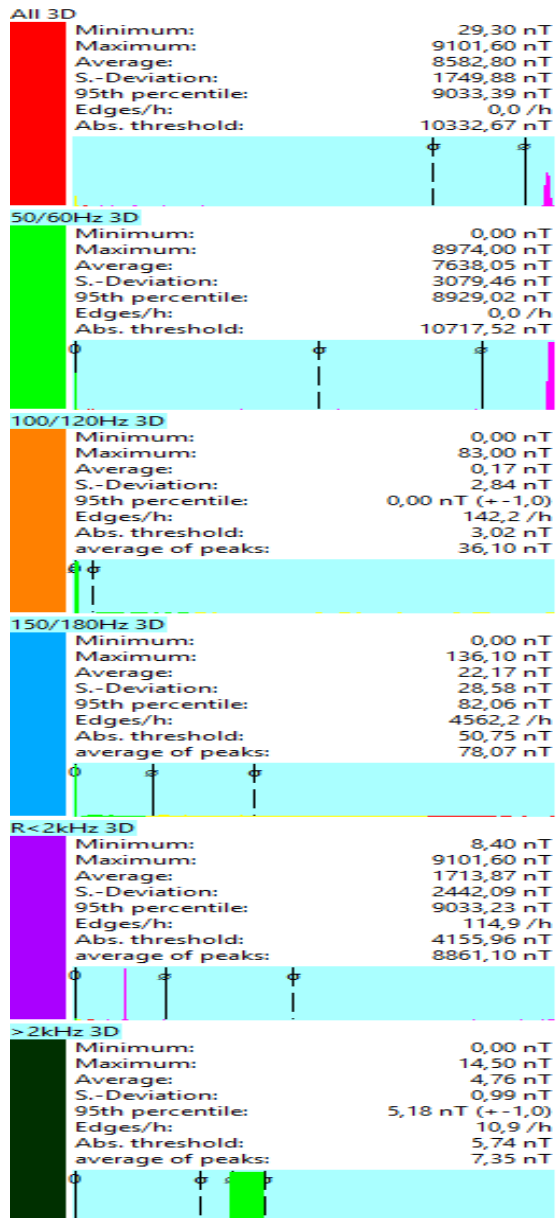 All 3D
Minimum: 29,30 nT
Maximum: 9101,60 nT
Average: 8582,80 nT
S.-Deviation: 1749,88 nT
95th percentile: 9033,39 nT
Edges/h: 0,0 /h
Abs. threshold: 10332,67 nT
σ ⌀
50/60Hz 3D
Minimum: 0,00 nT
Maximum: 8974,00 nT
Average: 7638,05 nT
S.-Deviation: 3079,46 nT
95th percentile: 8929,02 nT
Edges/h: 0,0 /h
Abs. threshold: 10717,52 nT
0 σ ⌀
100/120Hz 3D
Minimum: 0,00 nT
Maximum: 83,00 nT
Average: 0,17 nT
S.-Deviation: 2,84 nT
95th percentile: 0,00 nT (+-1,0)
Edges/h: 142,2 /h
Abs. threshold: 3,02 nT
average of peaks: 36,10 nT
σ
150/180Hz 3D
Minimum: 0,00 nT
Maximum: 136,10 nT
Average: 22,17 nT
S.-Deviation: 28,58 nT
95th percentile: 82,06 nT
Edges/h: 4562,2 /h
Abs. threshold: 50,75 nT
average of peaks: 78,07 nT
0 ⌀ σ
R<2kHz 3D
Minimum: 8,40 nT
Maximum: 9101,60 nT
Average: 1713,87 nT
S.-Deviation: 2442,09 nT
95th percentile: 9033,23 nT
Edges/h: 114,9 /h
Abs. threshold: 4155,96 nT
average of peaks: 8861,10 nT
0 ⌀ σ
>2kHz 3D
Minimum: 0,00 nT
Maximum: 14,50 nT
Average: 4,76 nT
S.-Deviation: 0,99 nT
95th percentile: 5,18 nT (+-1,0)
Edges/h: 10,9 /h
Abs. threshold: 5,74 nT
average of peaks: 7,35 nT
0 σ σ